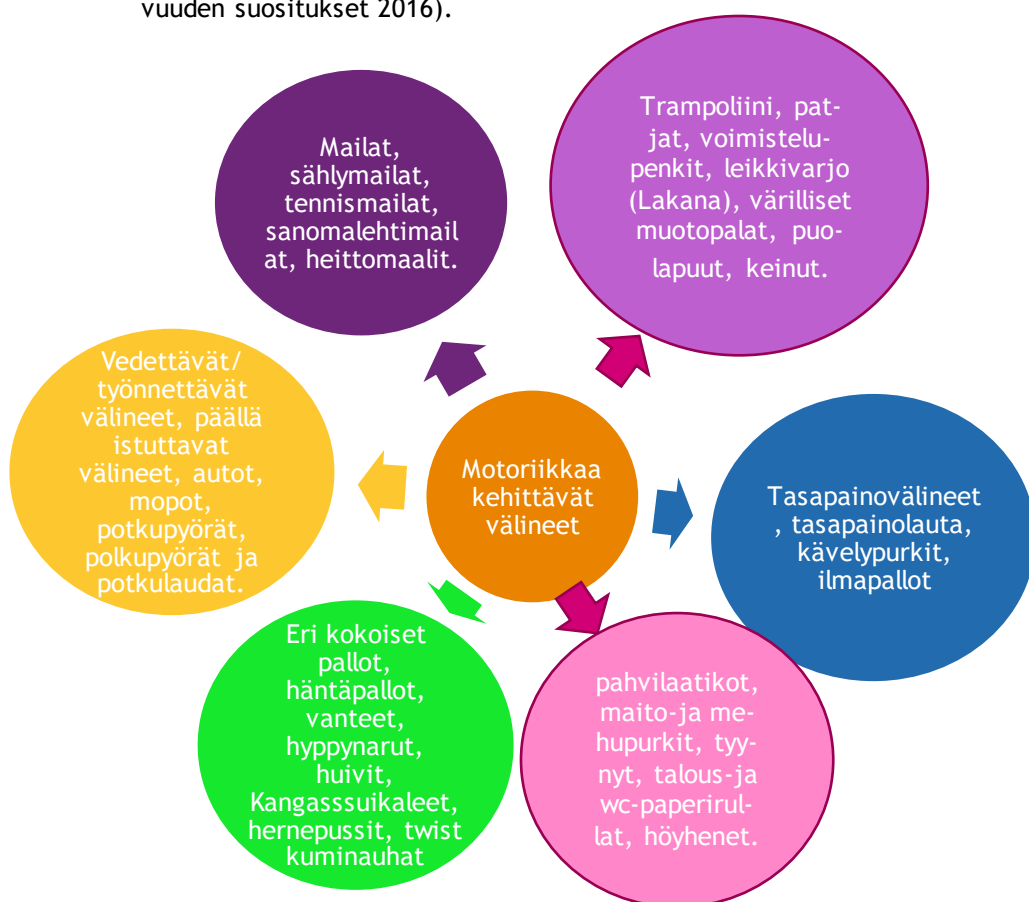 vuoden suositukset 2016).
Mailat,
sählymailat,
tennismailat,
sanomalehtimail
at, heittomaalit.
Trampoliini, pat-
jat, voimistelu-
penkit, leikkivarjo
(Lakana), värilliset
muotopalat, puo-
lapuut, keinut.
Vedettävät/
työnnettävät
välineet, päällä
istuttavat
välineet, autot,
mopot,
potkupyörät,
polkupyörät ja
potkulaudat.
Motoriikkaa
kehittävät
välineet
Tasapainovälineet
, tasapainolauta,
kävelypurkit,
ilmapallot
Eri kokoiset
pallot,
häntäpallot,
vanteet,
hyppynarut,
huivit,
Kangasssuikaleet,
hernepussit, twist
kuminauhat
pahvilaatikot,
maito-ja me-
hupurkit, tyy-
nyt, talous-ja
wc-paperirul-
lat, höyhenet.